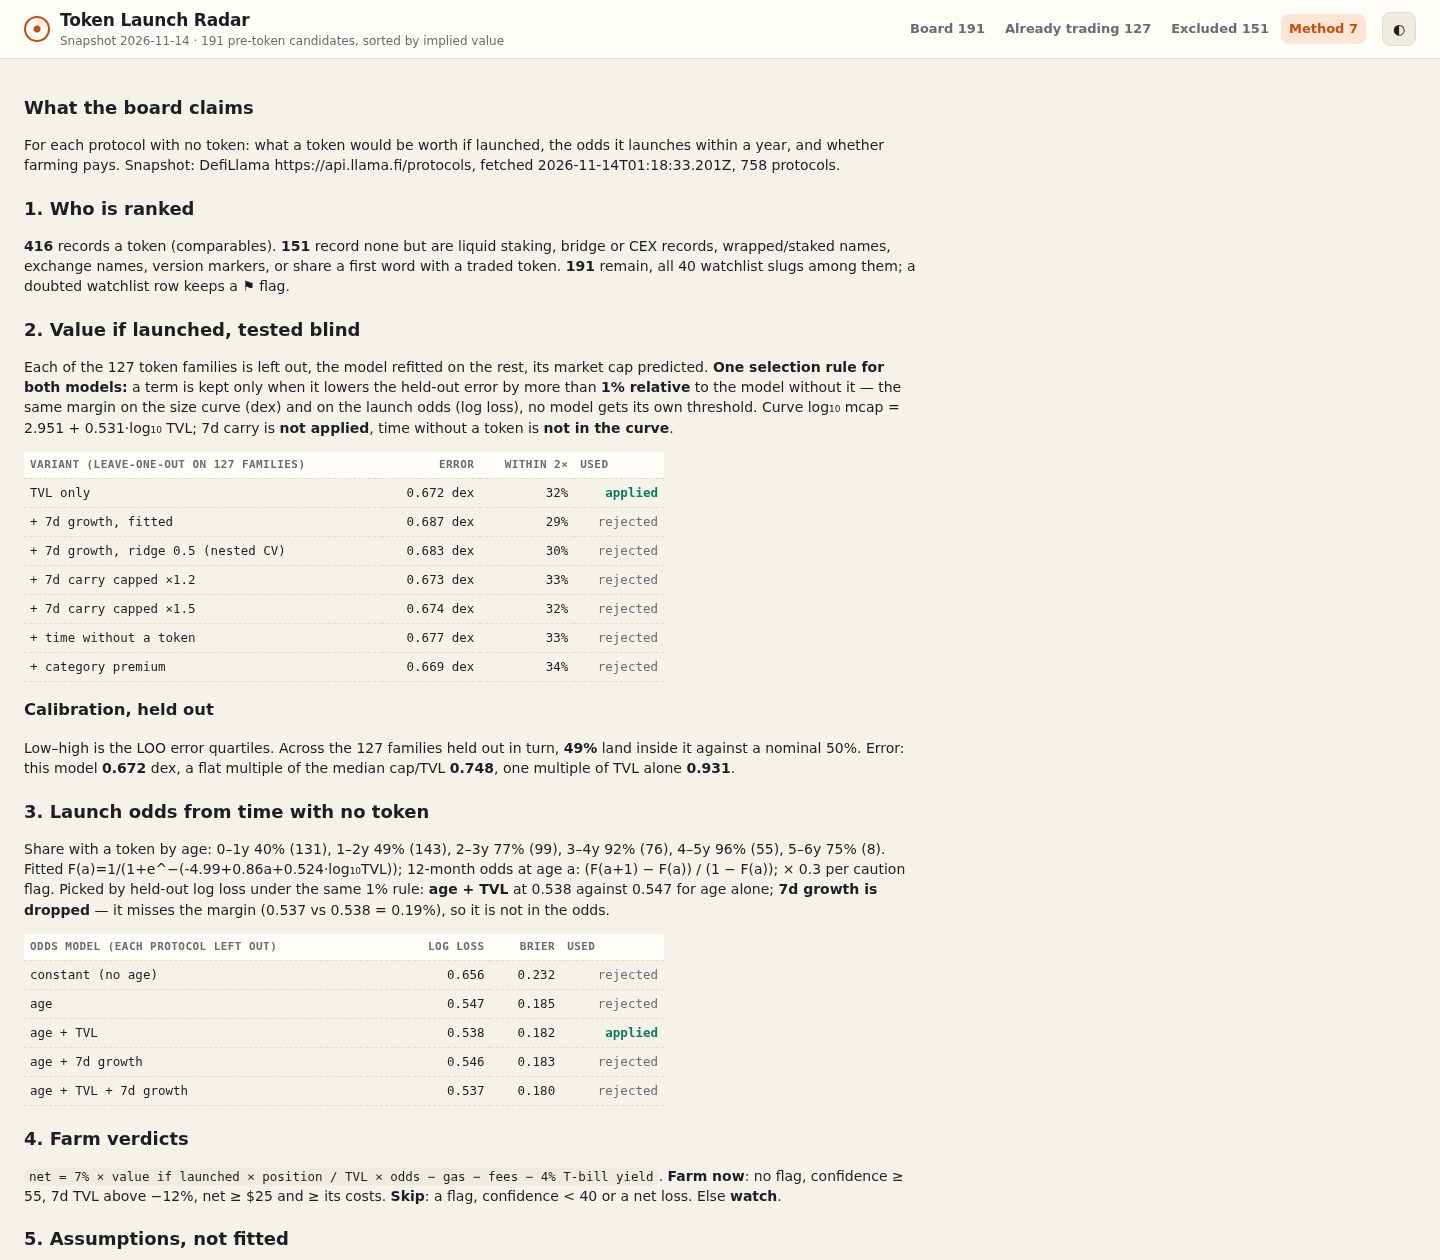 Token Launch Radar
Snapshot 2026-11-14 · 191 pre-token candidates, sorted by implied value
Board 191 Already trading 127 Excluded 151 Method 7
What the board claims
For each protocol with no token: what a token would be worth if launched, the odds it launches within a year, and whether
farming pays. Snapshot: DefiLlama https://api.llama.fi/protocols, fetched 2026-11-14T01:18:33.201Z, 758 protocols.
1. Who is ranked
416 records a token (comparables). 151 record none but are liquid staking, bridge or CEX records, wrapped/staked names,
exchange names, version markers, or share a first word with a traded token. 191 remain, all 40 watchlist slugs among them; a
doubted watchlist row keeps a ⚑ flag.
2. Value if launched, tested blind
Each of the 127 token families is left out, the model refitted on the rest, its market cap predicted. One selection rule for
both models: a term is kept only when it lowers the held-out error by more than 1% relative to the model without it — the
same margin on the size curve (dex) and on the launch odds (log loss), no model gets its own threshold. Curve log₁₀ mcap =
2.951 + 0.531·log₁₀ TVL; 7d carry is not applied, time without a token is not in the curve.
VARIANT (LEAVE-ONE-OUT ON 127 FAMILIES) ERROR WITHIN 2× USED
TVL only 0.672 dex 32% applied
+ 7d growth, fitted 0.687 dex 29% rejected
+ 7d growth, ridge 0.5 (nested CV) 0.683 dex 30% rejected
+ 7d carry capped ×1.2 0.673 dex 33% rejected
+ 7d carry capped ×1.5 0.674 dex 32% rejected
+ time without a token 0.677 dex 33% rejected
+ category premium 0.669 dex 34% rejected
Calibration, held out
Low–high is the LOO error quartiles. Across the 127 families held out in turn, 49% land inside it against a nominal 50%. Error:
this model 0.672 dex, a flat multiple of the median cap/TVL 0.748, one multiple of TVL alone 0.931.
3. Launch odds from time with no token
Share with a token by age: 0–1y 40% (131), 1–2y 49% (143), 2–3y 77% (99), 3–4y 92% (76), 4–5y 96% (55), 5–6y 75% (8).
Fitted F(a)=1/(1+e^−(-4.99+0.86a+0.524·log₁₀TVL)); 12-month odds at age a: (F(a+1) − F(a)) / (1 − F(a)); × 0.3 per caution
flag. Picked by held-out log loss under the same 1% rule: age + TVL at 0.538 against 0.547 for age alone; 7d growth is
dropped — it misses the margin (0.537 vs 0.538 = 0.19%), so it is not in the odds.
ODDS MODEL (EACH PROTOCOL LEFT OUT) LOG LOSS BRIER USED
constant (no age) 0.656 0.232 rejected
age 0.547 0.185 rejected
age + TVL 0.538 0.182 applied
age + 7d growth 0.546 0.183 rejected
age + TVL + 7d growth 0.537 0.180 rejected
4. Farm verdicts
net = 7% × value if launched × position / TVL × odds − gas − fees − 4% T-bill yield. Farm now: no flag, confidence ≥
55, 7d TVL above −12%, net ≥ $25 and ≥ its costs. Skip: a flag, confidence < 40 or a net loss. Else watch.
5. Assumptions, not fitted